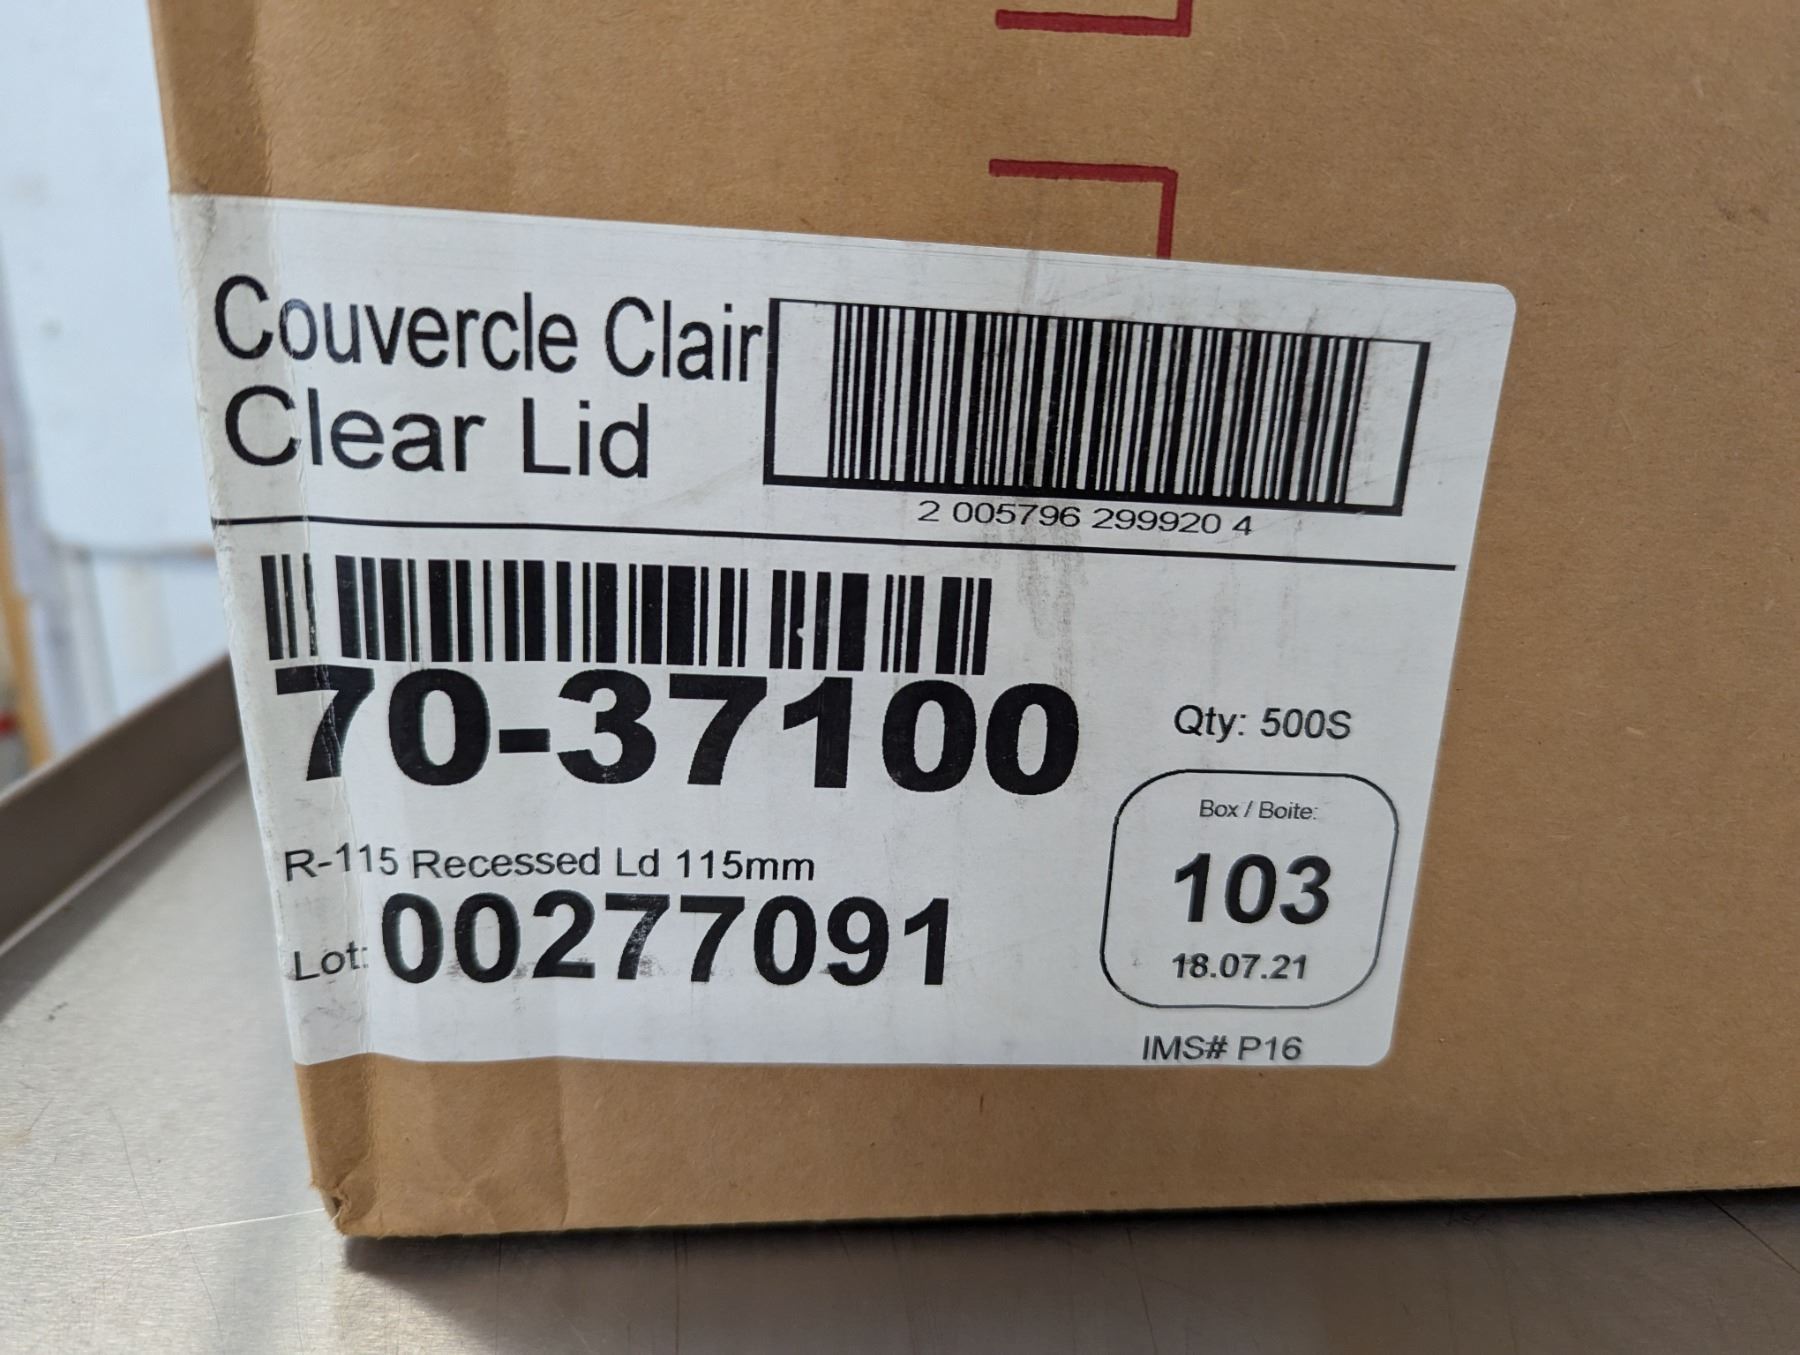 Couvercle Clair
Clear Lid
2 005796 299920 4
70-37100
Qty: 500S
Box / Boite:
103
18.07.21
R-115 Recessed Ld 115mm
Lot: 00277091
IMS# P16